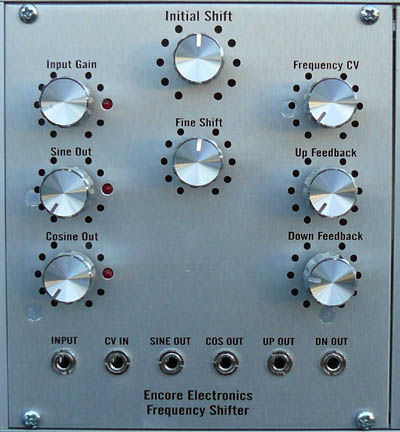 Initial Shift
Input Gain
Frequency CV
Fine Shift
Sine Out
Up Feedback
Cosine Out
Down Feedback
INPUT
CV IN
SINE OUT
COS OUT
UP OUT
DN OUT
Encore Electronics
Frequency Shifter